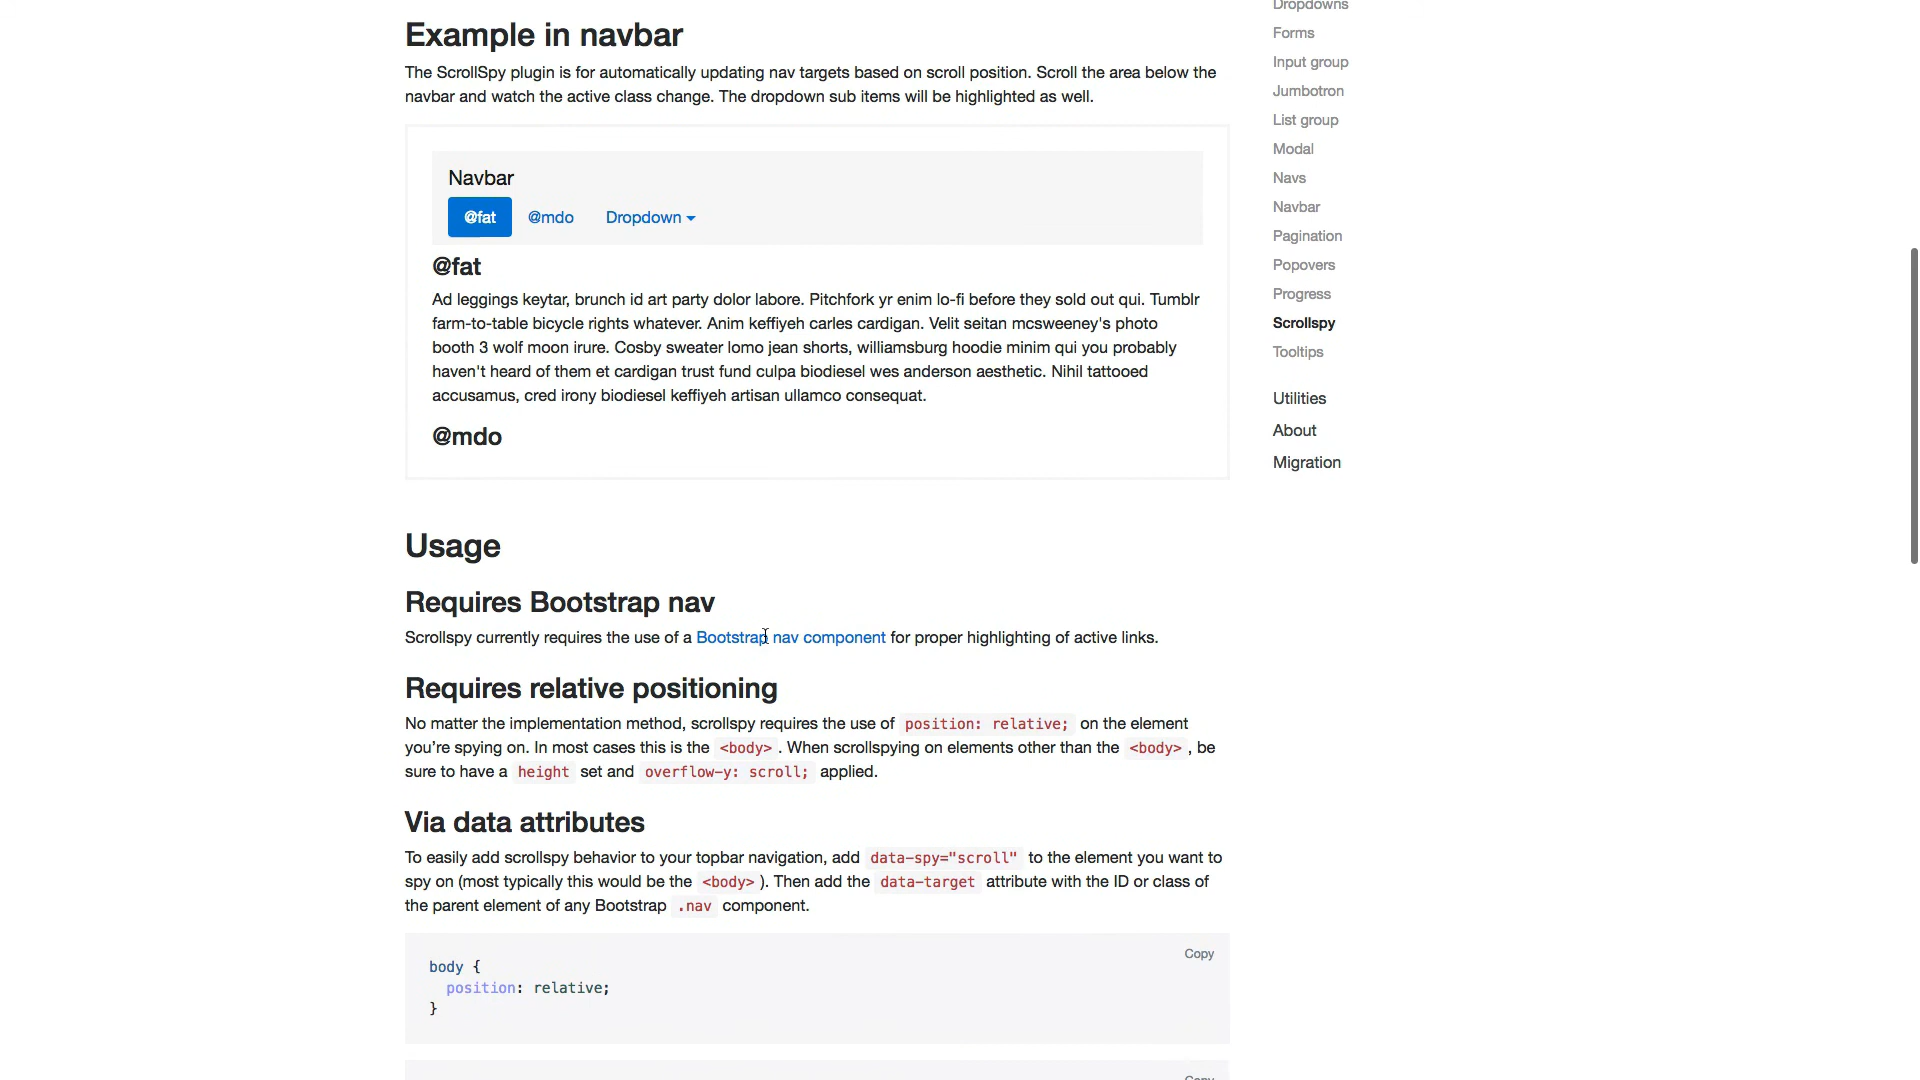 Example in navbar
The ScrollSpy plugin is for automatically updating nav targets based on scroll position. Scroll the area below the
navbar and watch the active class change. The dropdown sub items will be highlighted as well.
Navbar
@fat @mdo Dropdown
@fat
Ad leggings keytar, brunch id art party dolor labore. Pitchfork yr enim lo-fi before they sold out qui. Tumblr
farm-to-table bicycle rights whatever. Anim keffiyeh carles cardigan. Velit seitan mcsweeney's photo
booth 3 wolf moon irure. Cosby sweater lomo jean shorts, williamsburg hoodie minim qui you probably
haven't heard of them et cardigan trust fund culpa biodiesel wes anderson aesthetic. Nihil tattooed
accusamus, cred irony biodiesel keffiyeh artisan ullamco consequat.
@mdo
Usage
Requires Bootstrap nav
Scrollspy currently requires the use of a Bootstrap nav component for proper highlighting of active links.
Requires relative positioning
No matter the implementation method, scrollspy requires the use of position: relative; on the element
you’re spying on. In most cases this is the <body>. When scrollspying on elements other than the <body>, be
sure to have a height set and overflow-y: scroll; applied.
Via data attributes
To easily add scrollspy behavior to your topbar navigation, add data-spy="scroll" to the element you want to
spy on (most typically this would be the <body>). Then add the data-target attribute with the ID or class of
the parent element of any Bootstrap .nav component.
Copy
body {
  position: relative;
}
Copy
Dropdowns
Forms
Input group
Jumbotron
List group
Modal
Navs
Navbar
Pagination
Popovers
Progress
Scrollspy
Tooltips
Utilities
About
Migration